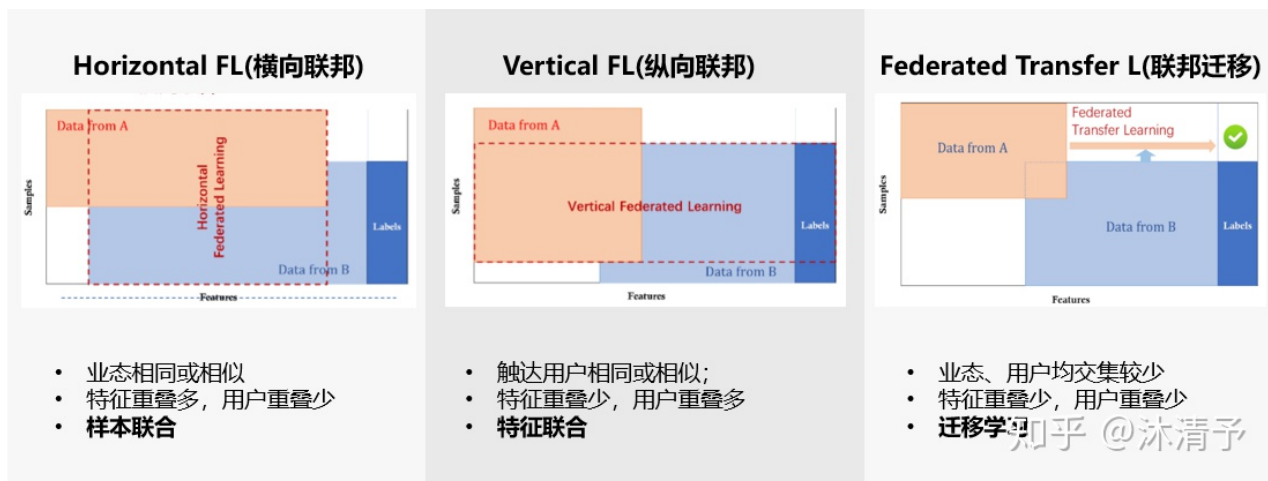 Horizontal FL(横向联邦)
Data from A
Horizontal
Federated Learning
Samples
Labels
Data from B
Features
• 业态相同或相似
• 特征重叠多，用户重叠少
• 样本联合
Vertical FL(纵向联邦)
Data from A
Samples
Vertical Federated Learning
Labels
Data from B
Features
• 触达用户相同或相似；
• 特征重叠少，用户重叠多
• 特征联合
Federated Transfer L(联邦迁移)
Federated
Transfer Learning
Data from A
Samples
Data from B
Labels
Features
• 业态、用户均交集较少
• 特征重叠少，用户重叠少
• 迁移学习
知乎 @沐清予